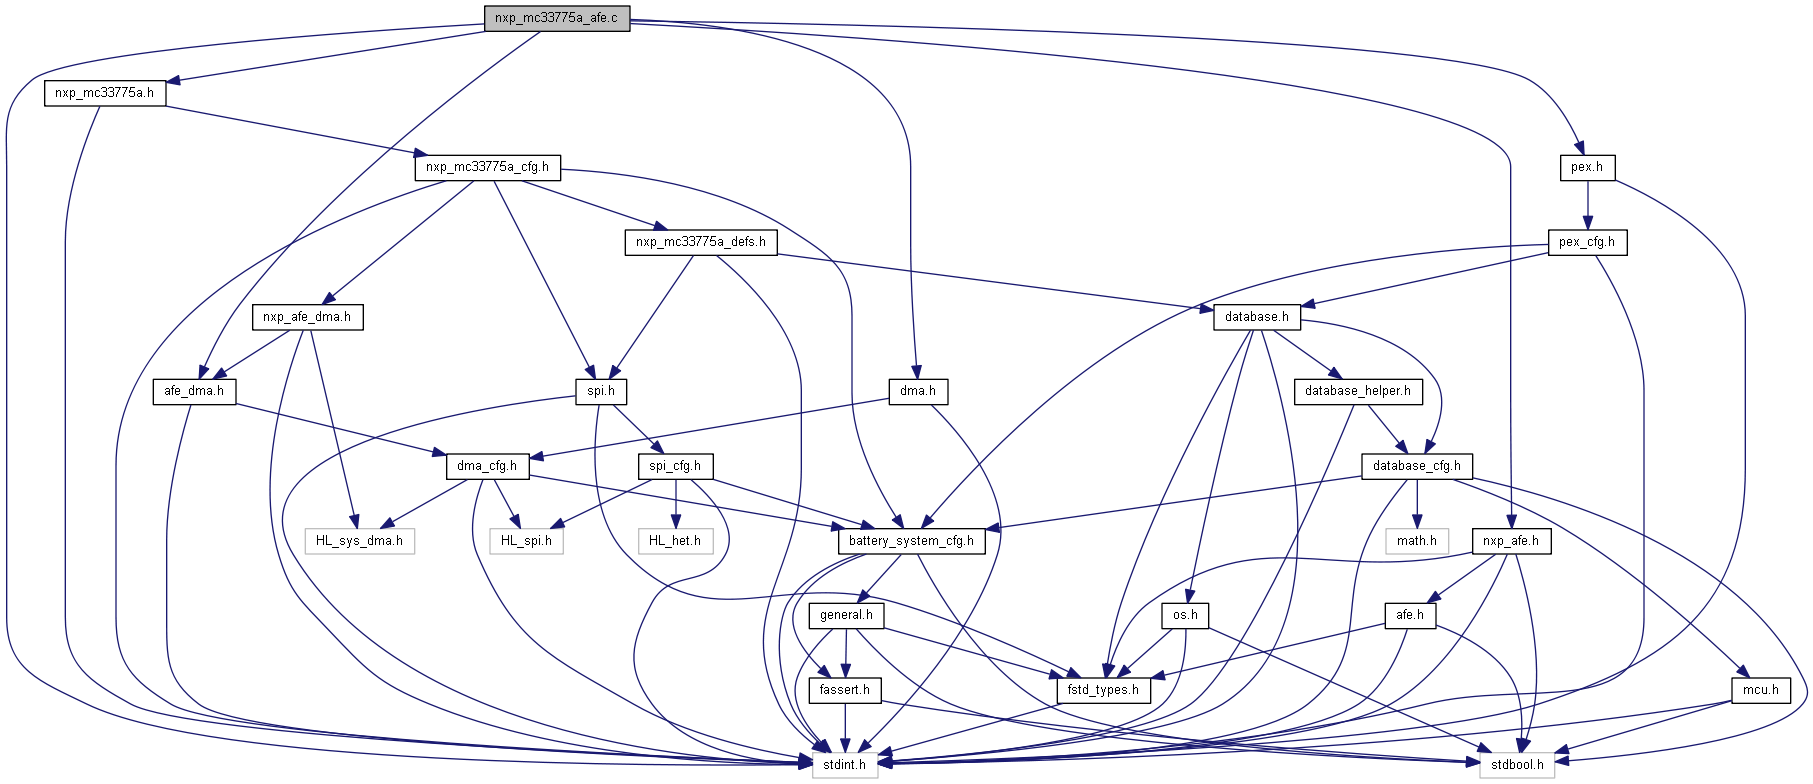 nxp_mc33775a_afe.c
nxp_mc33775a.h
nxp_mc33775a_cfg.h
pex.h
nxp_mc33775a_defs.h
pex_cfg.h
nxp_afe_dma.h
database.h
afe_dma.h
spi.h
dma.h
database_helper.h
dma_cfg.h
spi_cfg.h
database_cfg.h
HL_sys_dma.h
HL_spi.h
HL_het.h
battery_system_cfg.h
math.h
nxp_afe.h
general.h
os.h
afe.h
fassert.h
fstd_types.h
mcu.h
stdint.h
stdbool.h